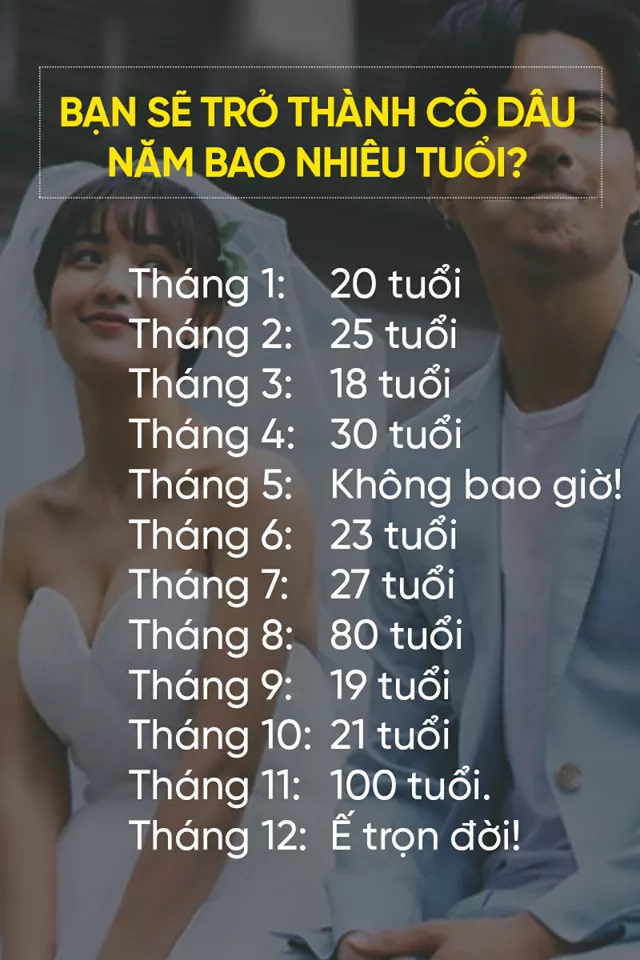 BẠN SẼ TRỞ THÀNH CÔ DÂU
NĂM BAO NHIÊU TUỔI?
Tháng 1: 20 tuổi
Tháng 2: 25 tuổi
Tháng 3: 18 tuổi
Tháng 4: 30 tuổi
Tháng 5: Không bao giờ!
Tháng 6: 23 tuổi
Tháng 7: 27 tuổi
Tháng 8: 80 tuổi
Tháng 9: 19 tuổi
Tháng 10: 21 tuổi
Tháng 11: 100 tuổi.
Tháng 12: Ế trọn đời!